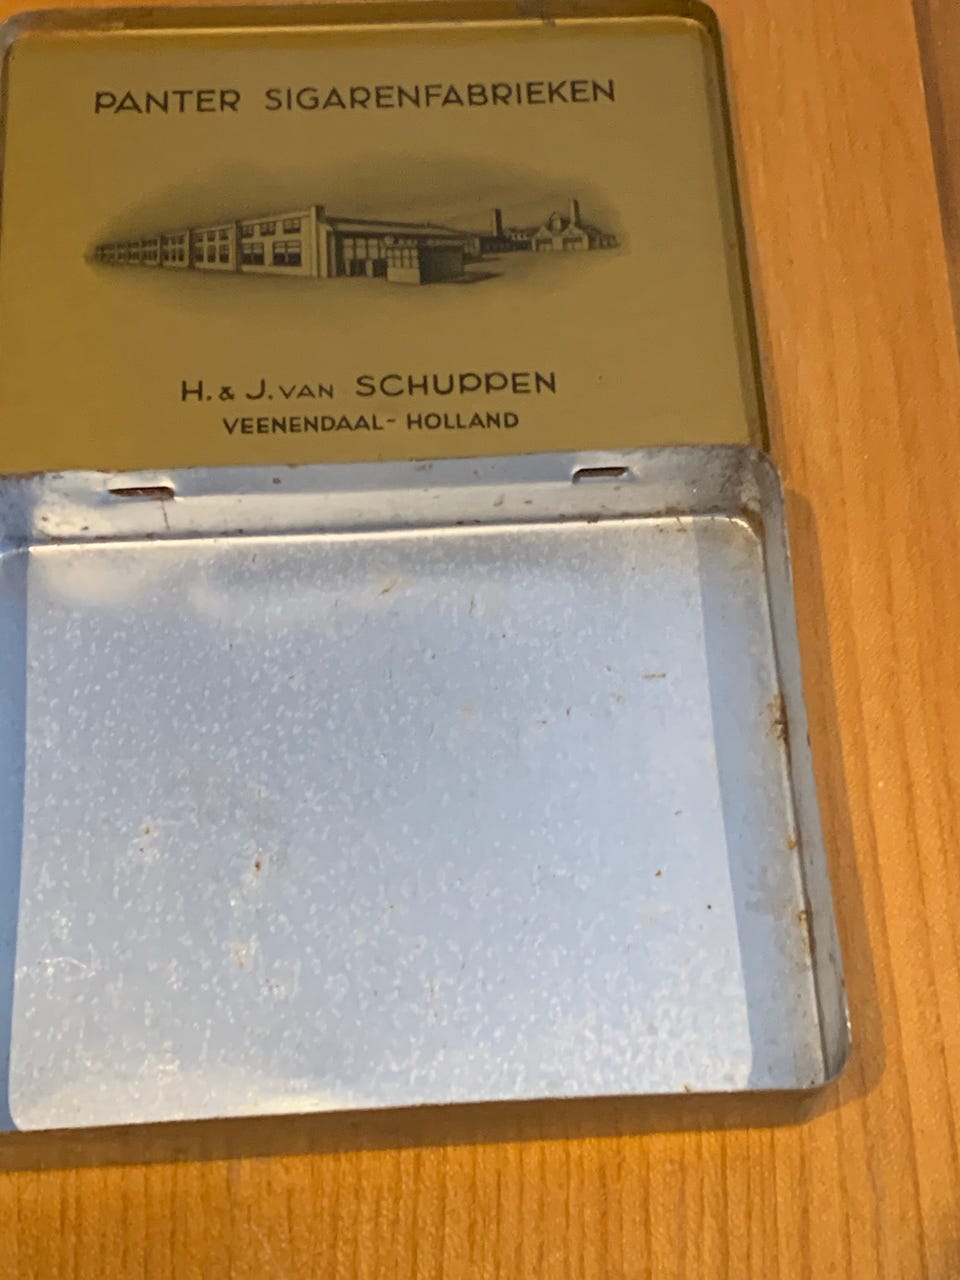 PANTER SIGARENFABRIEKEN
H. & J. VAN SCHUPPEN
VEENENDAAL- HOLLAND